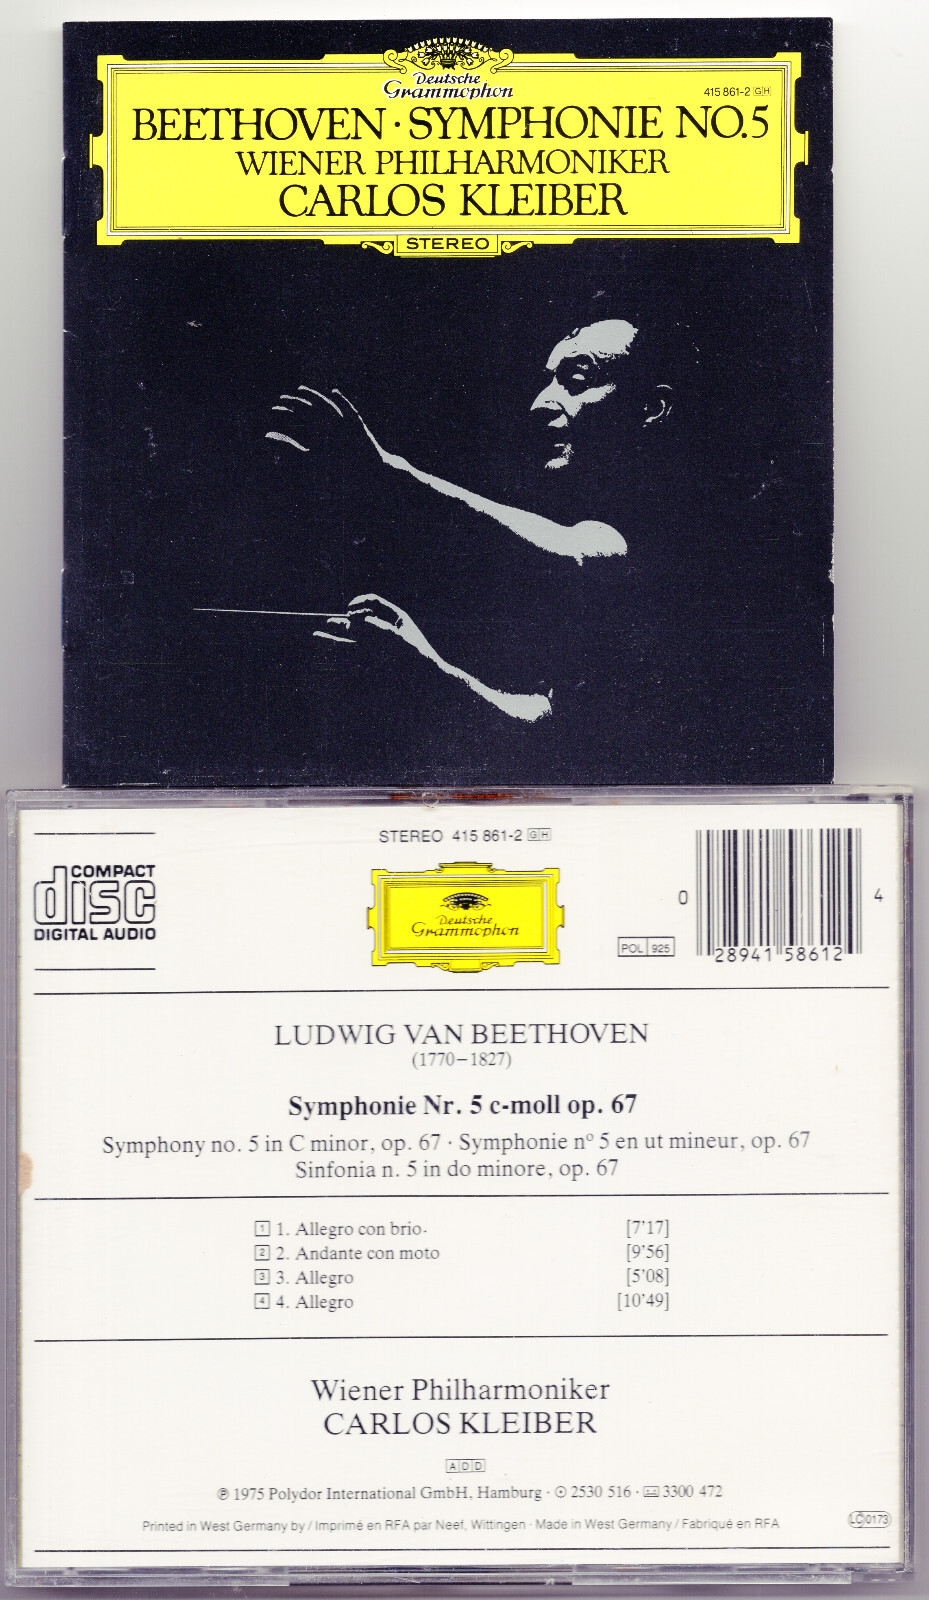 Deutsche
Grammophon
415 861-2 GH
BEETHOVEN · SYMPHONIE NO.5
WIENER PHILHARMONIKER
CARLOS KLEIBER
STEREO
COMPACT
disc
DIGITAL AUDIO
STEREO 415 861-2 GH
Deutsche
Grammophon
POL 925
0 28941 58612 4
LUDWIG VAN BEETHOVEN
(1770–1827)
Symphonie Nr. 5 c-moll op. 67
Symphony no. 5 in C minor, op. 67 · Symphonie nº 5 en ut mineur, op. 67
Sinfonia n. 5 in do minore, op. 67
1 1. Allegro con brio [7'17]
2 2. Andante con moto [9'56]
3 3. Allegro [5'08]
4 4. Allegro [10'49]
Wiener Philharmoniker
CARLOS KLEIBER
ADD
℗ 1975 Polydor International GmbH, Hamburg · 2530 516 · 3300 472
Printed in West Germany by / Imprimé en RFA par Neef, Wittingen · Made in West Germany / Fabriqué en RFA
LC 0173